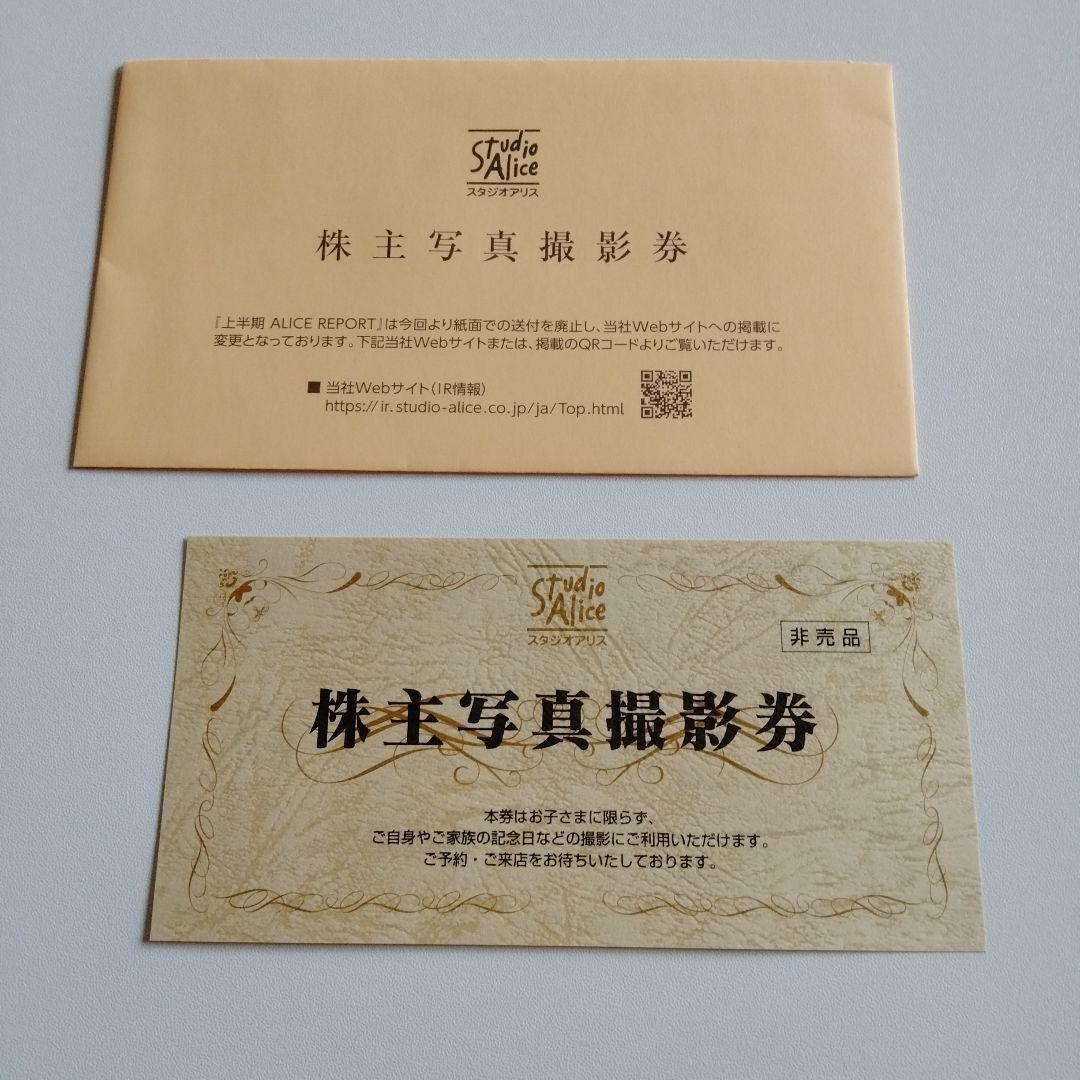 Studio
Alice
スタジオアリス
株主写真撮影券
『上半期 ALICE REPORT』は今回より紙面での送付を廃止し、当社Webサイトへの掲載に
変更となっております。下記当社Webサイトまたは、掲載のQRコードよりご覧いただけます。
■ 当社Webサイト（IR情報）
https://ir.studio-alice.co.jp/ja/Top.html
Studio
Alice
スタジオアリス
非売品
株主写真撮影券
本券はお子さまに限らず、
ご自身やご家族の記念日などの撮影にご利用いただけます。
ご予約・ご来店をお待ちいたしております。